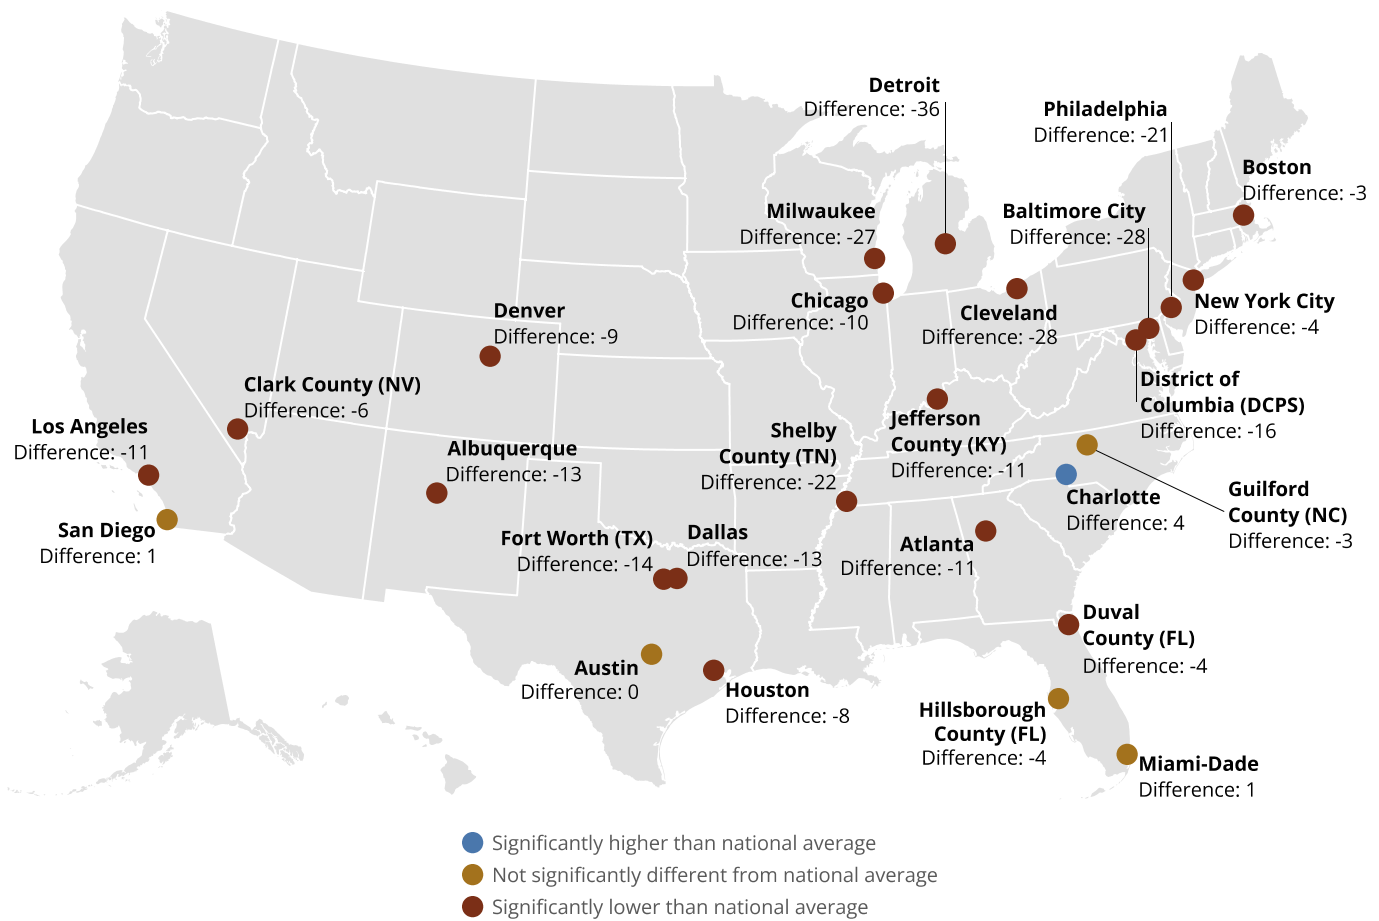 Detroit
Difference: -36
Philadelphia
Difference: -21
Boston
Difference: -3
Milwaukee
Difference: -27
Baltimore City
Difference: -28
Chicago
Difference: -10
Cleveland
Difference: -28
New York City
Difference: -4
Denver
Difference: -9
District of
Columbia (DCPS)
Difference: -16
Clark County (NV)
Difference: -6
Los Angeles
Difference: -11
Albuquerque
Difference: -13
Shelby
County (TN)
Difference: -22
Jefferson
County (KY)
Difference: -11
San Diego
Difference: 1
Charlotte
Difference: 4
Guilford
County (NC)
Difference: -3
Fort Worth (TX)
Difference: -14
Dallas
Difference: -13
Atlanta
Difference: -11
Duval
County (FL)
Difference: -4
Austin
Difference: 0
Houston
Difference: -8
Hillsborough
County (FL)
Difference: -4
Miami-Dade
Difference: 1
Significantly higher than national average
Not significantly different from national average
Significantly lower than national average